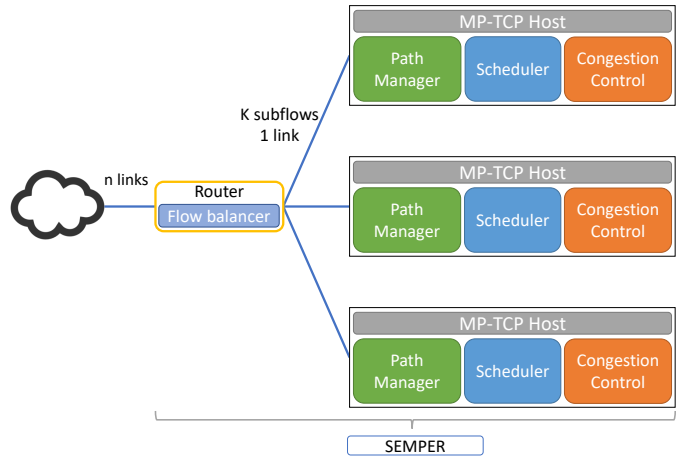 MP-TCP Host
Path
Manager
Scheduler
Congestion
Control
K subflows
1 link
n links
Router
Flow balancer
MP-TCP Host
Path
Manager
Scheduler
Congestion
Control
MP-TCP Host
Path
Manager
Scheduler
Congestion
Control
SEMPER